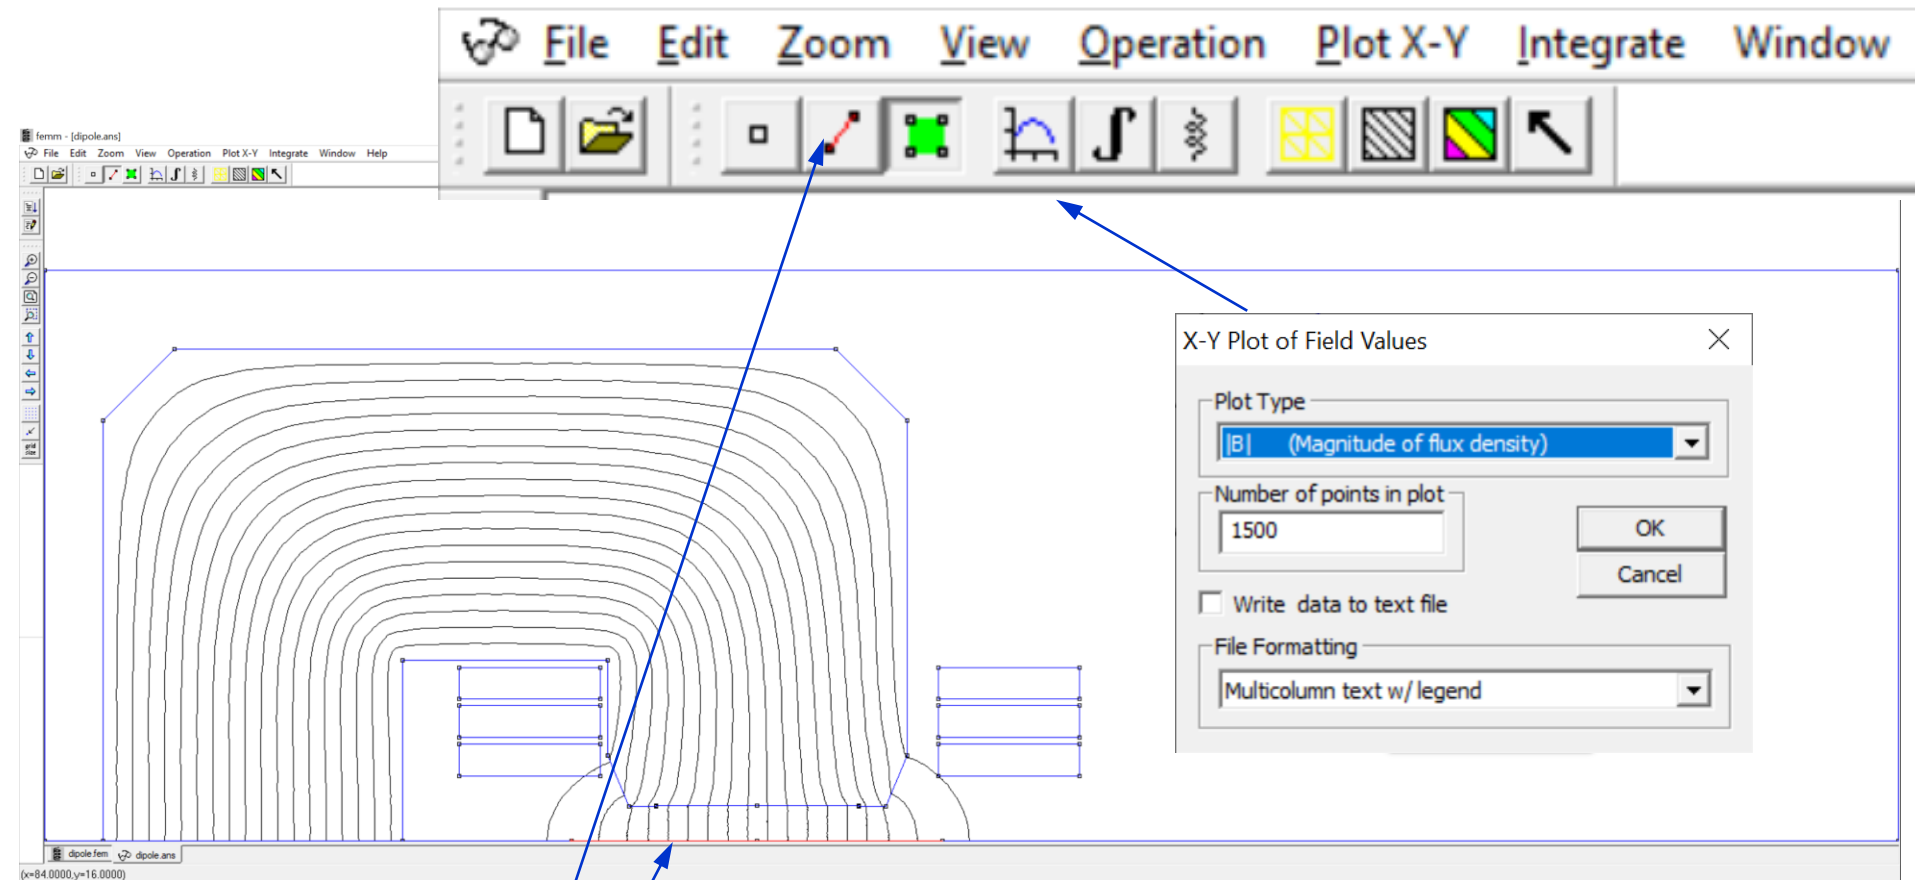 File Edit Zoom View Operation Plot X-Y Integrate Window
femm - [dipole.ans]
File Edit Zoom View Operation Plot X-Y Integrate Window Help
X-Y Plot of Field Values
Plot Type
|B| (Magnitude of flux density)
Number of points in plot
1500
OK
Cancel
Write data to text file
File Formatting
Multicolumn text w/ legend
dipole.fem dipole.ans
(x=84.0000,y=16.0000)